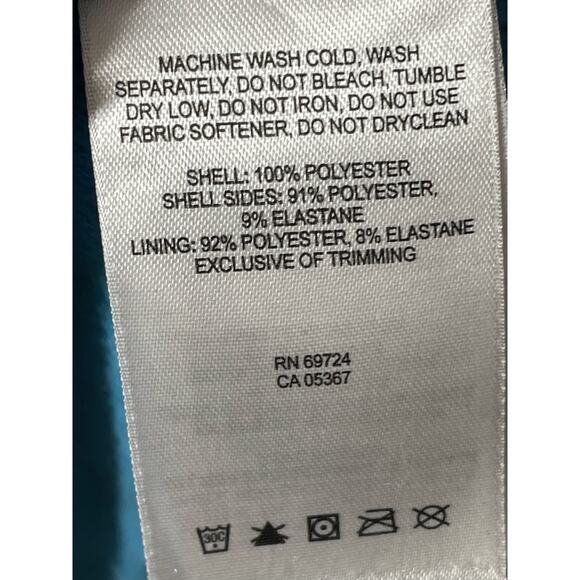 MACHINE WASH COLD, WASH
SEPARATELY, DO NOT BLEACH, TUMBLE
DRY LOW, DO NOT IRON, DO NOT USE
FABRIC SOFTENER, DO NOT DRYCLEAN
SHELL: 100% POLYESTER
SHELL SIDES: 91% POLYESTER,
9% ELASTANE
LINING: 92% POLYESTER, 8% ELASTANE
EXCLUSIVE OF TRIMMING
RN 69724
CA 05367
30C